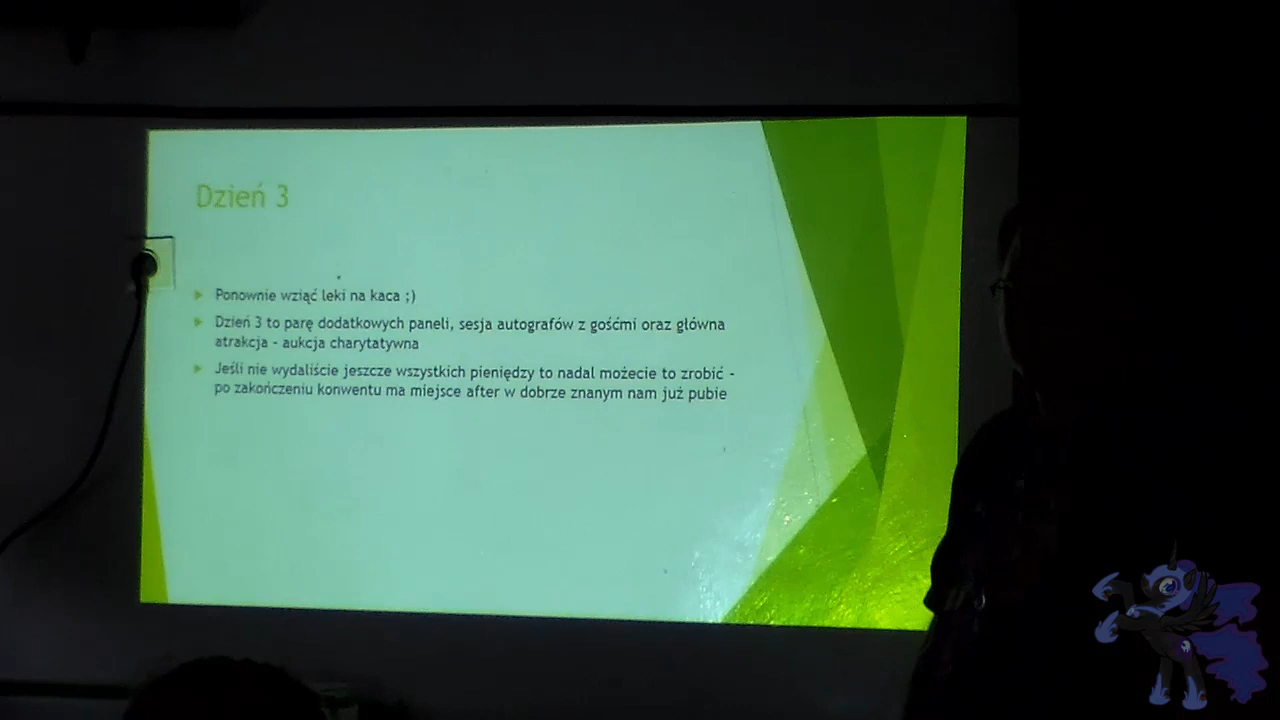 Dzień 3
Ponownie wziąć leki na kaca ;)
Dzień 3 to parę dodatkowych paneli, sesja autografów z gośćmi oraz główna
atrakcja - aukcja charytatywna
Jeśli nie wydaliście jeszcze wszystkich pieniędzy to nadal możecie to zrobić -
po zakończeniu konwentu ma miejsce after w dobrze znanym nam już pubie